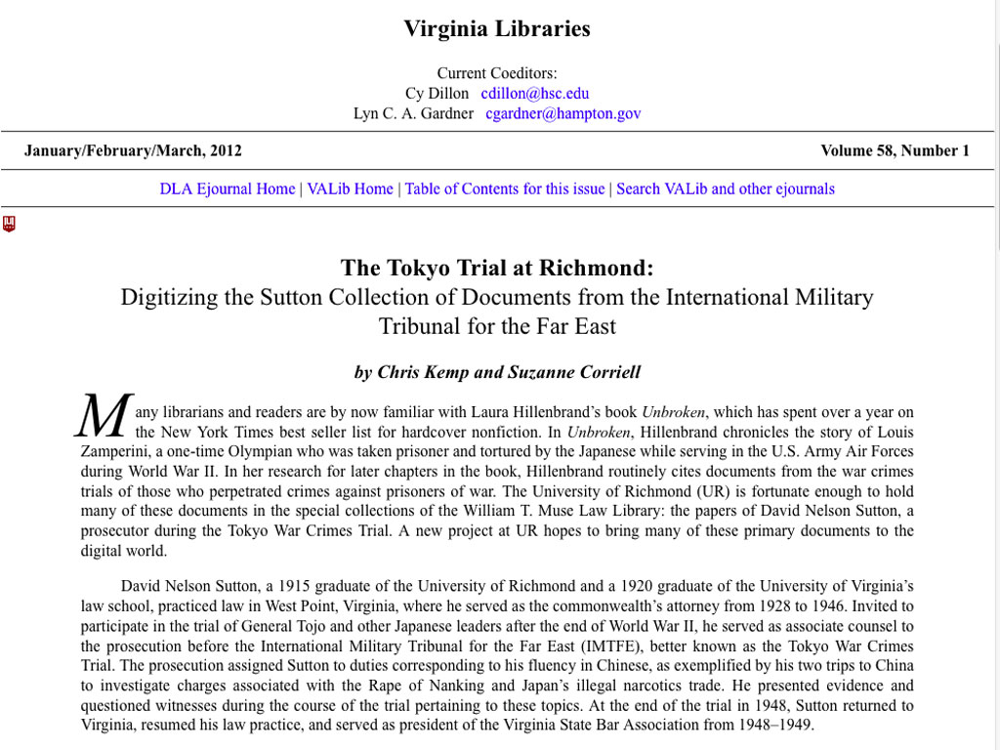 Virginia Libraries
Current Coeditors:
Cy Dillon cdillon@hsc.edu
Lyn C. A. Gardner cgardner@hampton.gov
January/February/March, 2012 Volume 58, Number 1
DLA Ejournal Home | VALib Home | Table of Contents for this issue | Search VALib and other ejournals
The Tokyo Trial at Richmond:
Digitizing the Sutton Collection of Documents from the International Military
Tribunal for the Far East
by Chris Kemp and Suzanne Corriell
Many librarians and readers are by now familiar with Laura Hillenbrand's book Unbroken, which has spent over a year on
the New York Times best seller list for hardcover nonfiction. In Unbroken, Hillenbrand chronicles the story of Louis
Zamperini, a one-time Olympian who was taken prisoner and tortured by the Japanese while serving in the U.S. Army Air Forces
during World War II. In her research for later chapters in the book, Hillenbrand routinely cites documents from the war crimes
trials of those who perpetrated crimes against prisoners of war. The University of Richmond (UR) is fortunate enough to hold
many of these documents in the special collections of the William T. Muse Law Library: the papers of David Nelson Sutton, a
prosecutor during the Tokyo War Crimes Trial. A new project at UR hopes to bring many of these primary documents to the
digital world.
David Nelson Sutton, a 1915 graduate of the University of Richmond and a 1920 graduate of the University of Virginia's
law school, practiced law in West Point, Virginia, where he served as the commonwealth's attorney from 1928 to 1946. Invited to
participate in the trial of General Tojo and other Japanese leaders after the end of World War II, he served as associate counsel to
the prosecution before the International Military Tribunal for the Far East (IMTFE), better known as the Tokyo War Crimes
Trial. The prosecution assigned Sutton to duties corresponding to his fluency in Chinese, as exemplified by his two trips to China
to investigate charges associated with the Rape of Nanking and Japan's illegal narcotics trade. He presented evidence and
questioned witnesses during the course of the trial pertaining to these topics. At the end of the trial in 1948, Sutton returned to
Virginia, resumed his law practice, and served as president of the Virginia State Bar Association from 1948–1949.